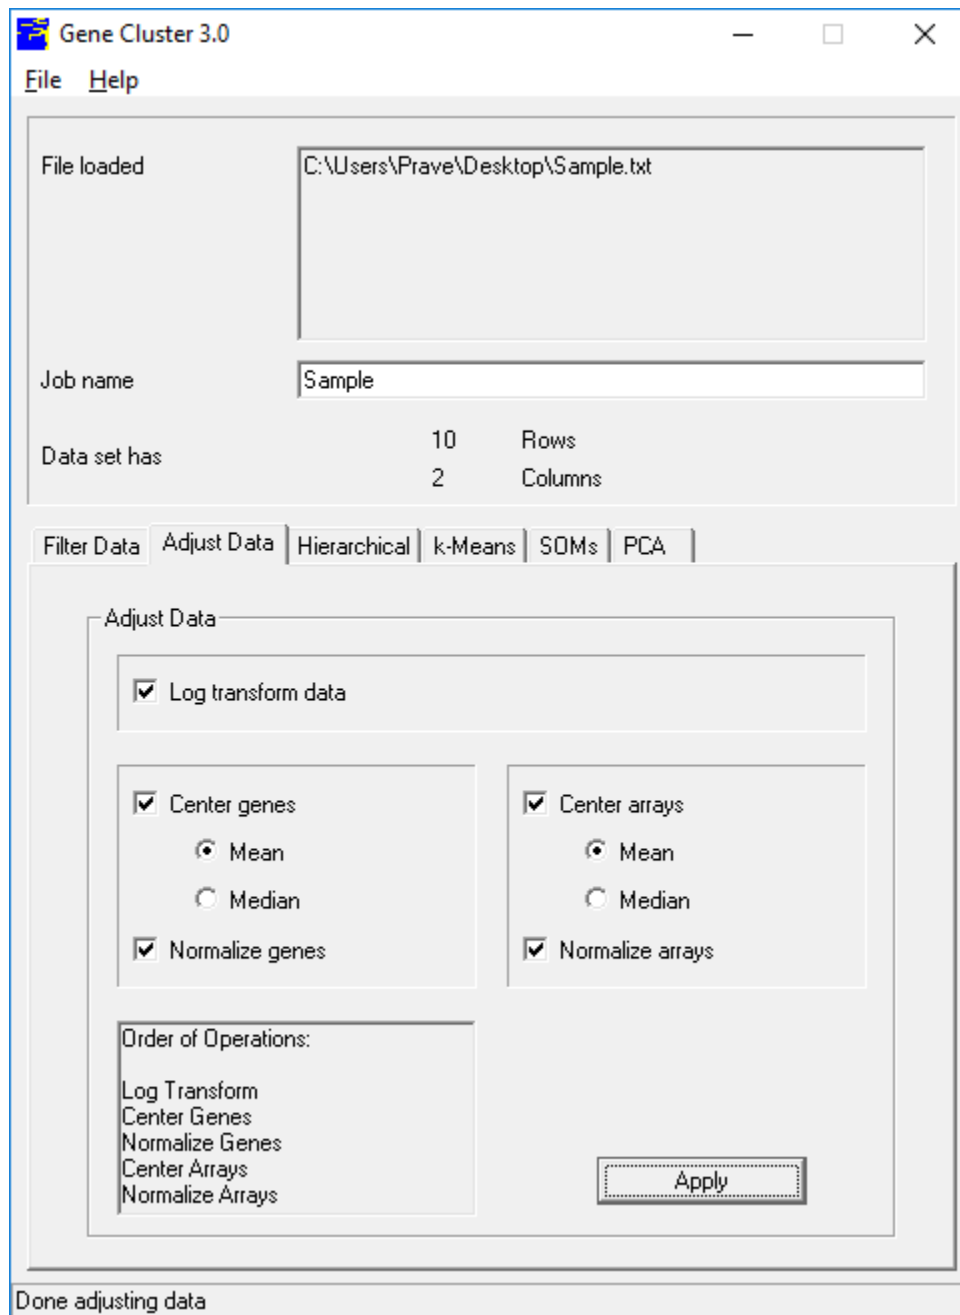 Gene Cluster 3.0
File Help
File loaded
C:\Users\Prave\Desktop\Sample.txt
Job name
Sample
Data set has
10 Rows
2 Columns
Filter Data Adjust Data Hierarchical k-Means SOMs PCA
Adjust Data
Log transform data
Center genes
Mean
Median
Normalize genes
Center arrays
Mean
Median
Normalize arrays
Order of Operations:
Log Transform
Center Genes
Normalize Genes
Center Arrays
Normalize Arrays
Apply
Done adjusting data